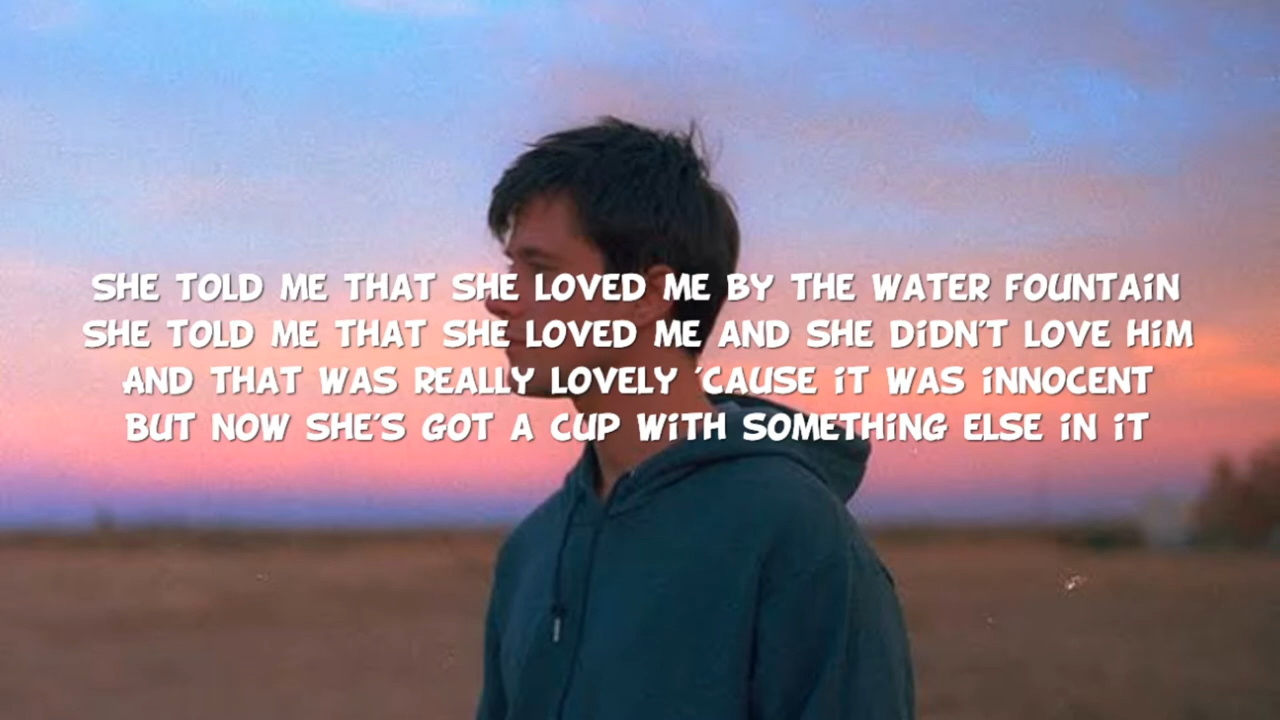 SHE TOLD ME THAT SHE LOVED ME BY THE WATER FOUNTAIN
SHE TOLD ME THAT SHE LOVED ME AND SHE DIDN'T LOVE HIM
AND THAT WAS REALLY LOVELY 'CAUSE IT WAS INNOCENT
BUT NOW SHE'S GOT A CUP WITH SOMETHING ELSE IN IT